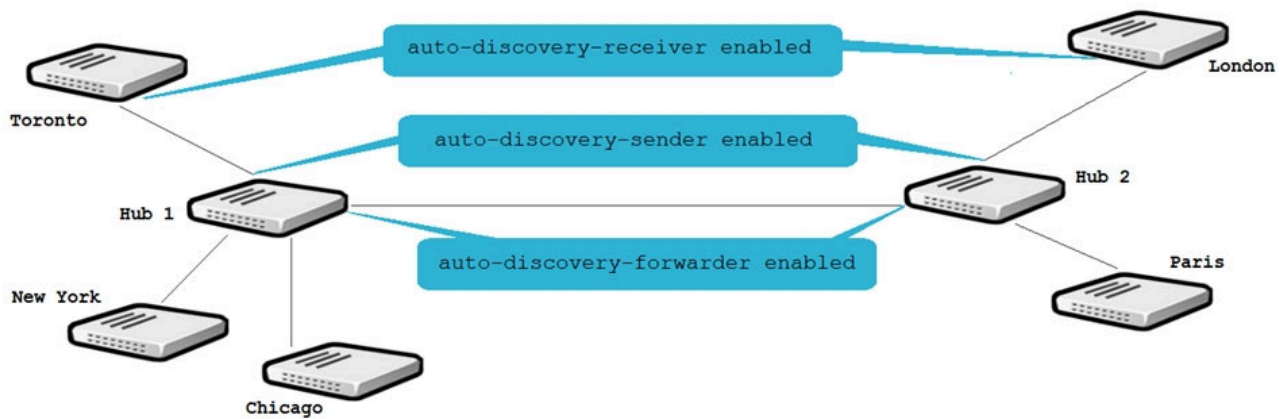 auto-discovery-receiver enabled
London
Toronto
auto-discovery-sender enabled
Hub 2
Hub 1
auto-discovery-forwarder enabled
Paris
New York
Chicago